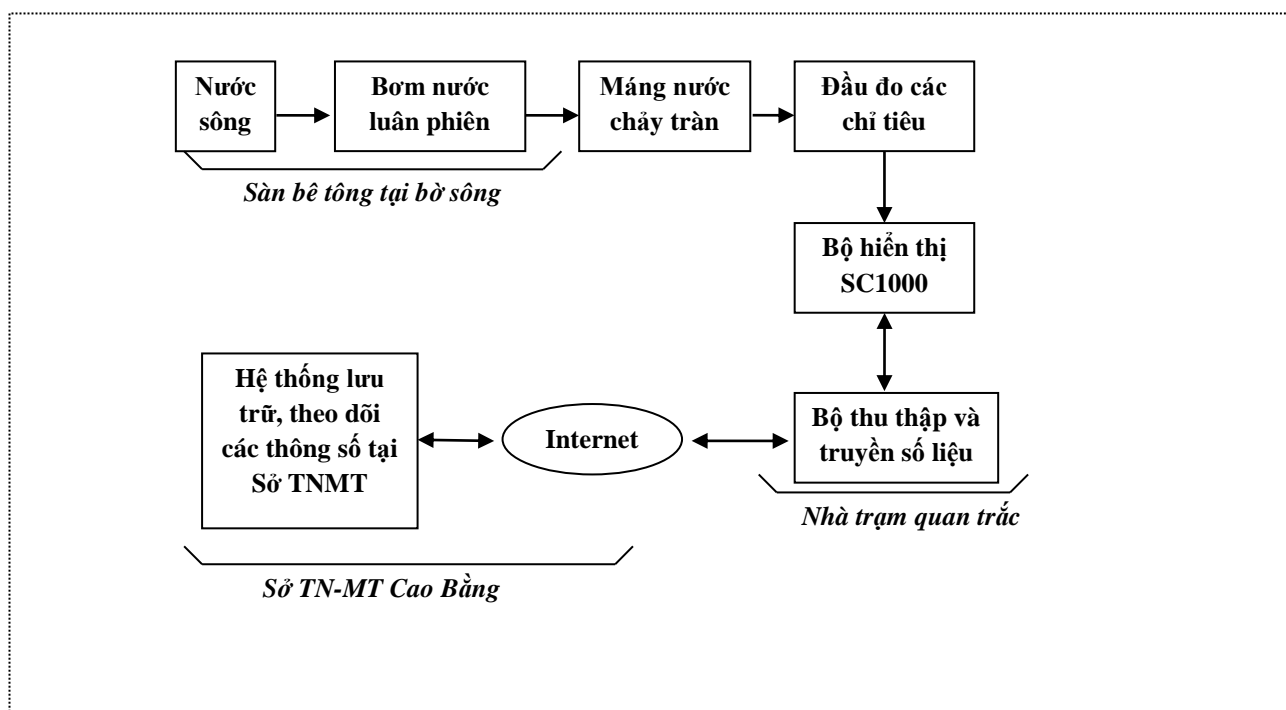 Nước
sông
Bơm nước
luân phiên
Máng nước
chảy tràn
Đầu đo các
chỉ tiêu
Sàn bê tông tại bờ sông
Bộ hiển thị
SC1000
Hệ thống lưu
trữ, theo dõi
các thông số tại
Sở TNMT
Internet
Bộ thu thập và
truyền số liệu
Nhà trạm quan trắc
Sở TN-MT Cao Bằng